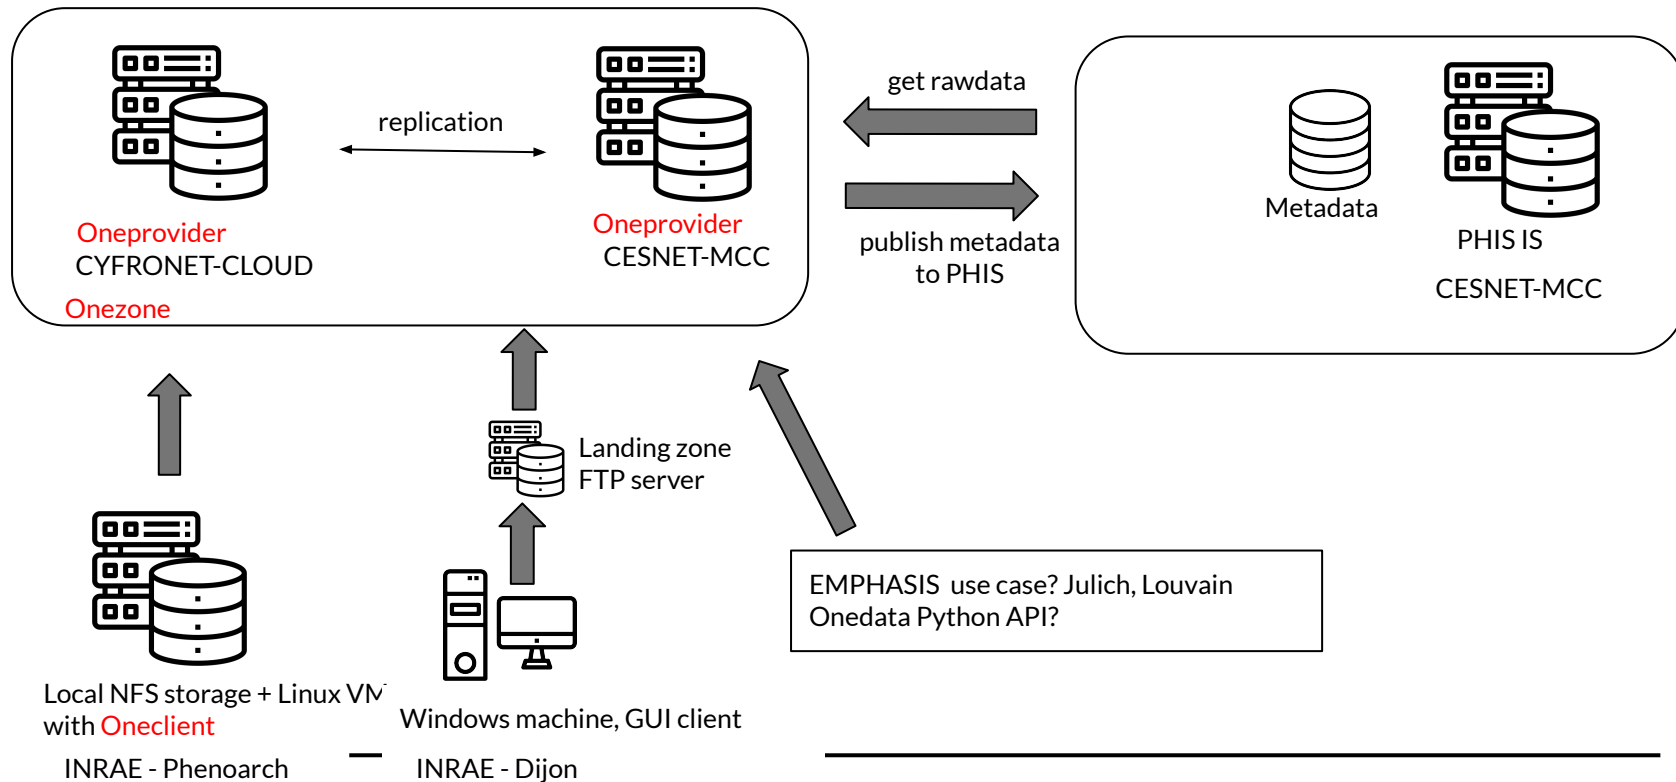 replication
Oneprovider
CYFRONET-CLOUD
Onezone
Oneprovider
CESNET-MCC
get rawdata
publish metadata
to PHIS
Metadata
PHIS IS
CESNET-MCC
Landing zone
FTP server
EMPHASIS use case? Julich, Louvain
Onedata Python API?
Local NFS storage + Linux VM
with Oneclient
INRAE - Phenoarch
Windows machine, GUI client
INRAE - Dijon